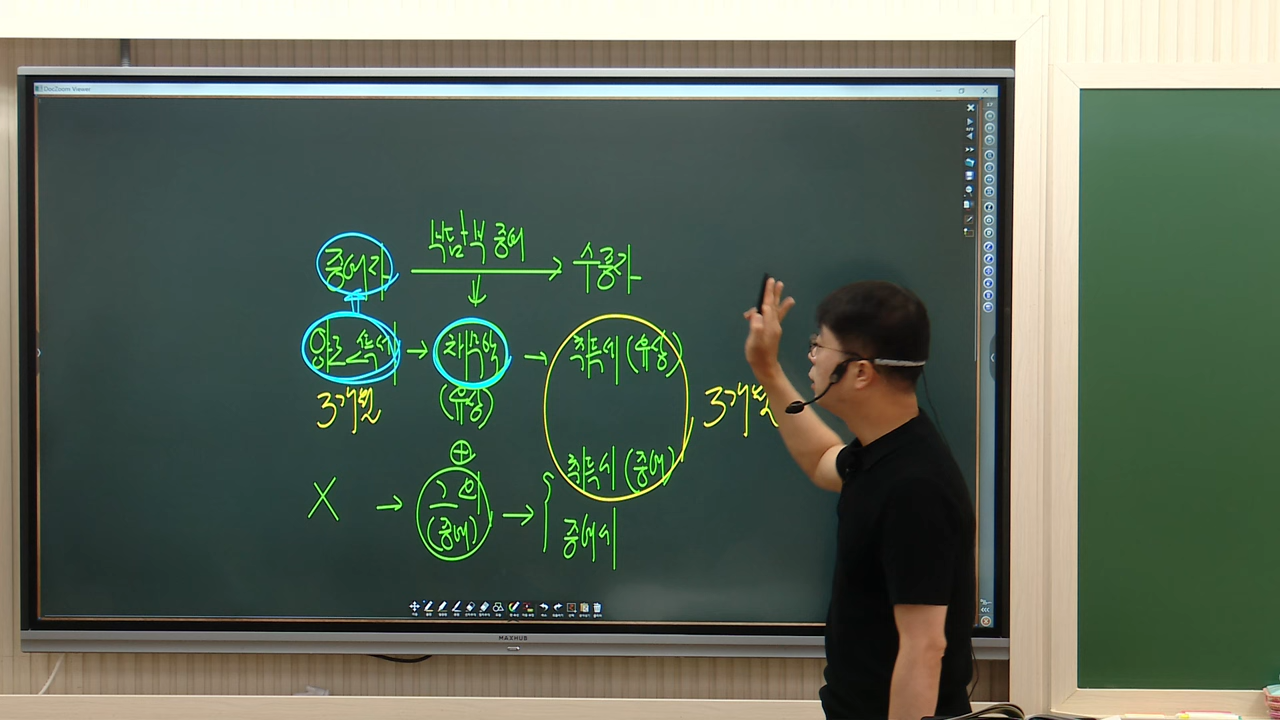 DocZoom Viewer
부담부 증여
증여자 → 수증자
↓
양도소득세 → 채무액 → 취득세 (유상)
3개월 (유상) 3개월
⊕
취득세 (증여)
X → 그 외 →
(증여) 증여세
MAXHUB